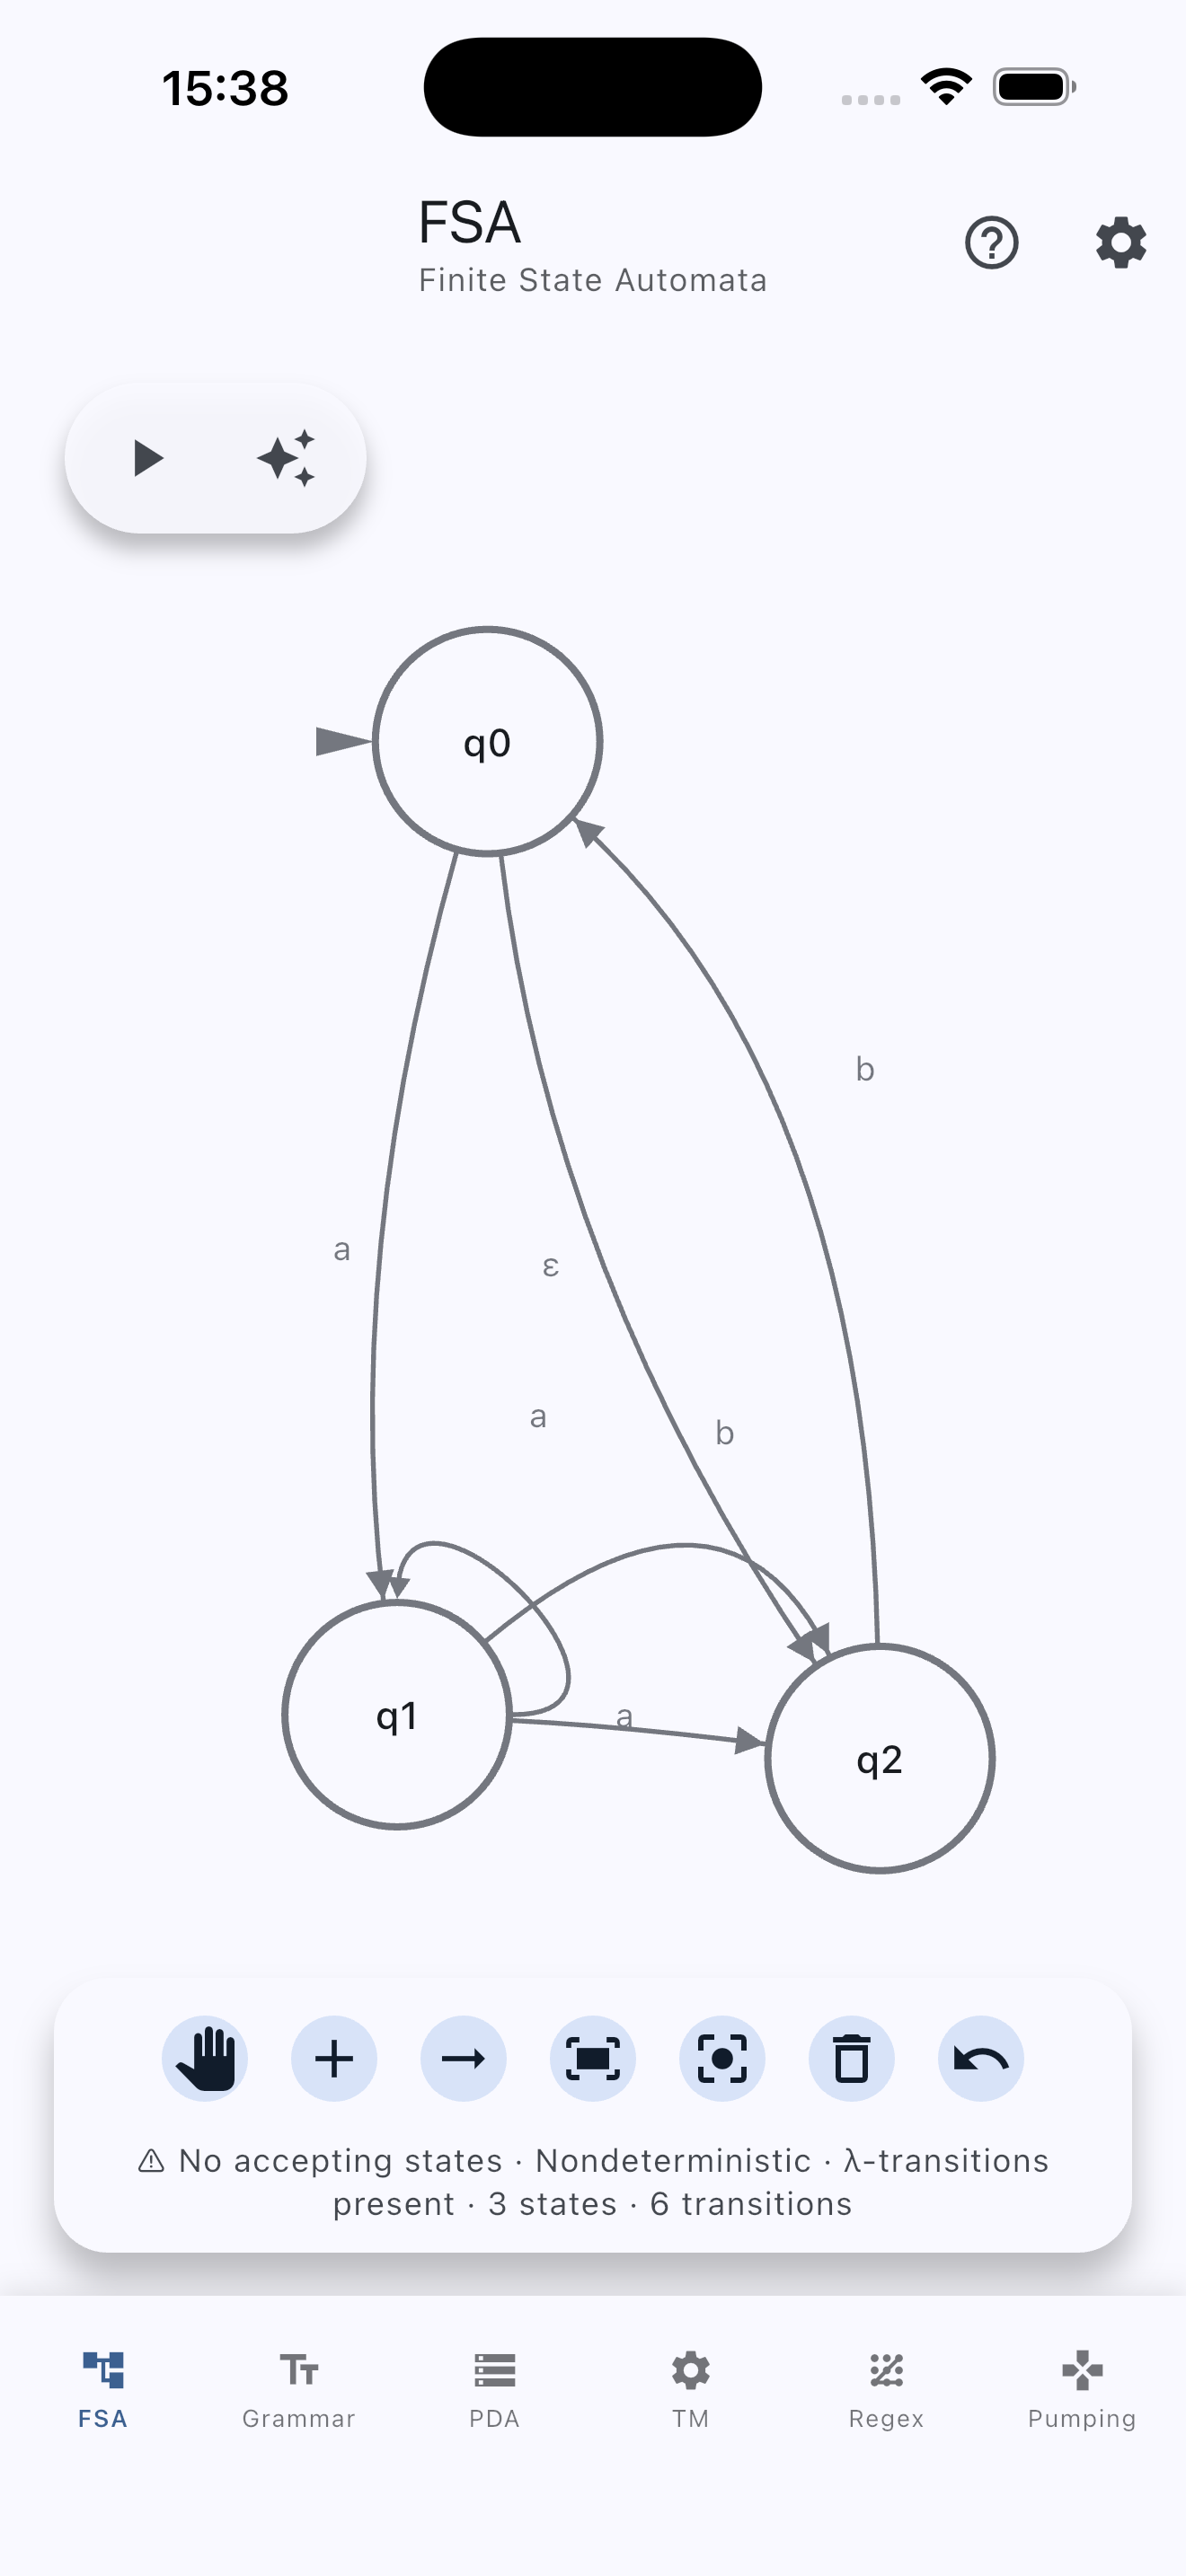 15:38
FSA
Finite State Automata
q0
b
a
ε
a
b
q1
a
q2
No accepting states · Nondeterministic · λ-transitions
present · 3 states · 6 transitions
FSA
Grammar
PDA
TM
Regex
Pumping